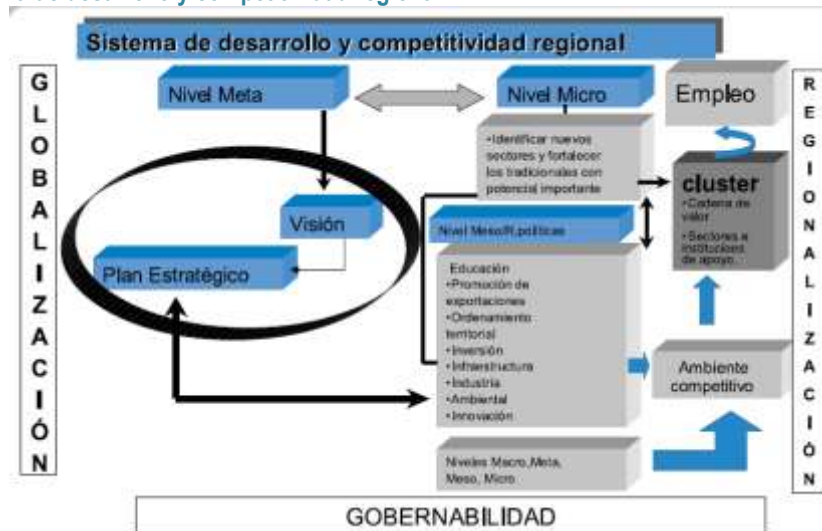 Sistema de desarrollo y competitividad regional
GLOBALIZACIÓN
Nivel Meta
Nivel Micro
Empleo
•Identificar nuevos
sectores y fortalecer
los tradicionales con
potencial importante
cluster
•Cadena de
valor
•Sectores e
instituciones
de apoyo.
Visión
Nivel Meso/R.políticas
Plan Estratégico
Educación
•Promoción de
exportaciones
•Ordenamiento
territorial
•Inversión
•Infraestructura
•Industria
•Ambiental
•Innovación
Ambiente
competitivo
Niveles Macro,Meta,
Meso, Micro
REGIONALIZACIÓN
GOBERNABILIDAD